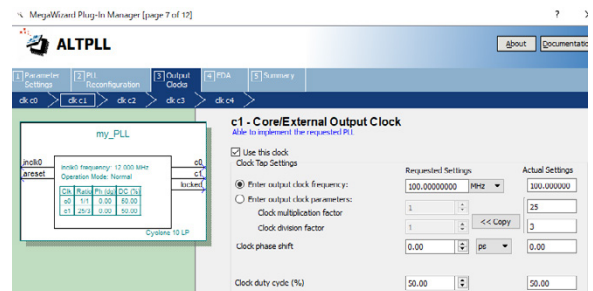 MegaWizard Plug-In Manager [page 7 of 12]
?
ALTPLL
About
Documentatio
1 Parameter Settings
2 PLL Reconfiguration
3 Output Clocks
4 EDA
5 Summary
clk c0
clk c1
clk c2
clk c3
clk c4
my_PLL
inclk0
areset
inclk0 frequency: 12.000 MHz
Operation Mode: Normal
Clk Ratio Ph (dg) DC (%)
c0 1/1 0.00 50.00
c1 25/3 0.00 50.00
c0
c1
locked
Cyclone 10 LP
c1 - Core/External Output Clock
Able to implement the requested PLL
Use this clock
Clock Tap Settings
Requested Settings
Actual Settings
Enter output clock frequency:
100.00000000
MHz
100.000000
Enter output clock parameters:
Clock multiplication factor
1
25
<< Copy
Clock division factor
1
3
Clock phase shift
0.00
ps
0.00
Clock duty cycle (%)
50.00
50.00